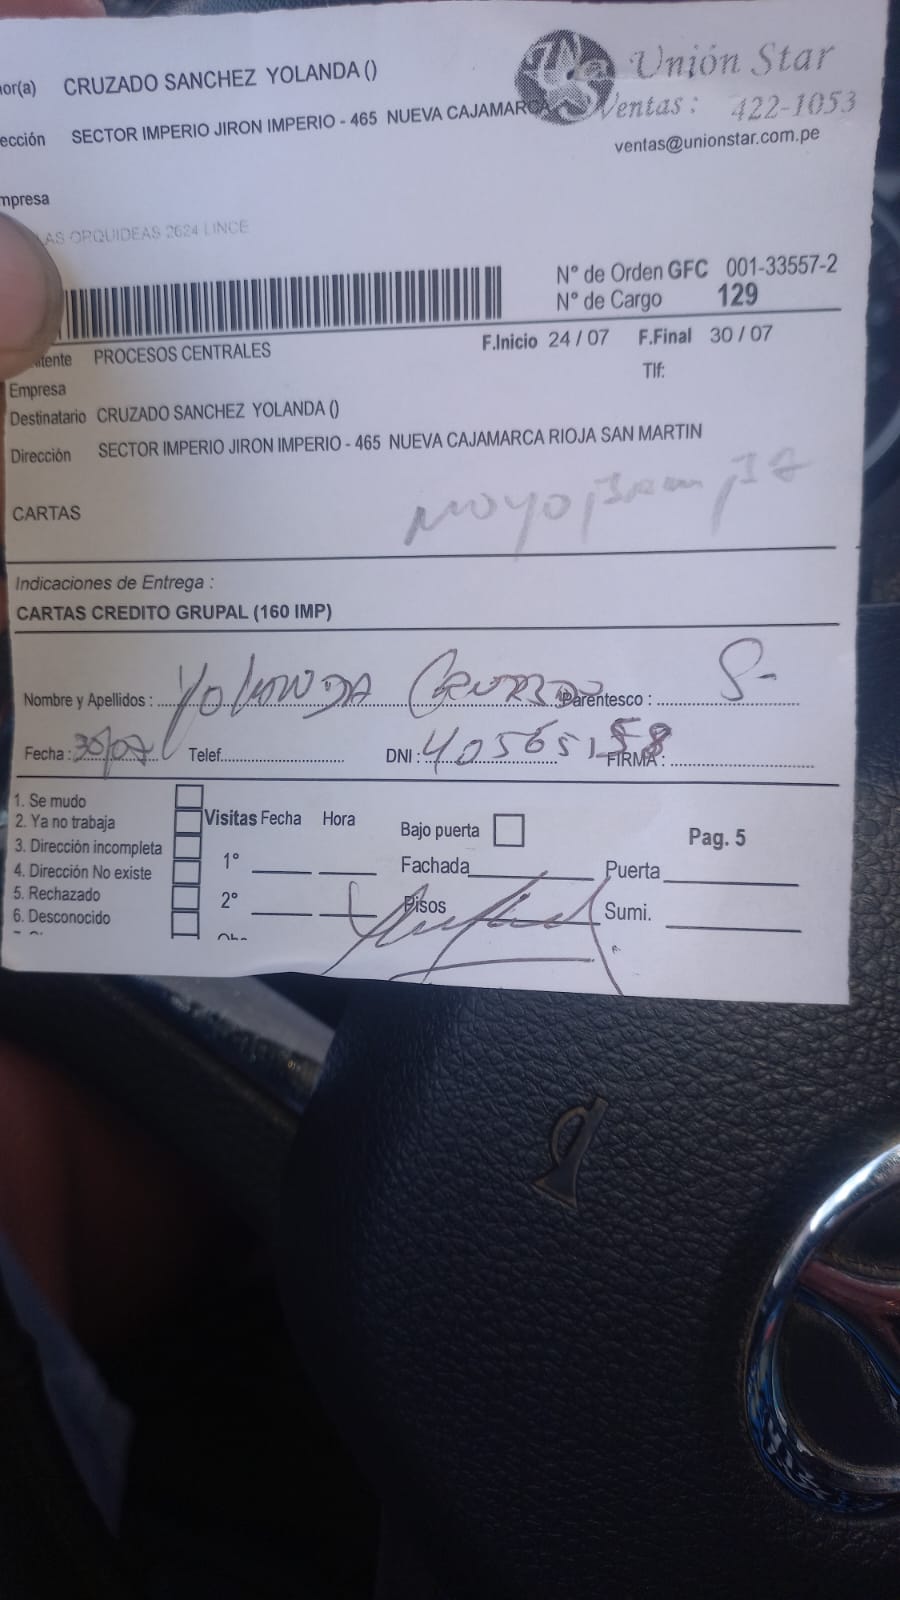 or(a) CRUZADO SANCHEZ YOLANDA ()
Unión Star
ección SECTOR IMPERIO JIRON IMPERIO - 465 NUEVA CAJAMARCA
Ventas: 422-1053
ventas@unionstar.com.pe
mpresa
LAS ORQUIDEAS 2624 LINCE
N° de Orden GFC 001-33557-2
N° de Cargo 129
F.Inicio 24 / 07 F.Final 30 / 07
tente PROCESOS CENTRALES
Tlf:
Empresa
Destinatario CRUZADO SANCHEZ YOLANDA ()
Dirección SECTOR IMPERIO JIRON IMPERIO - 465 NUEVA CAJAMARCA RIOJA SAN MARTIN
CARTAS
Indicaciones de Entrega :
CARTAS CREDITO GRUPAL (160 IMP)
Nombre y Apellidos : Yolanda Cruzado Parentesco : S-
Fecha : 30/07 Telef. DNI : 40565158 FIRMA :
1. Se mudo
2. Ya no trabaja
3. Dirección incompleta
4. Dirección No existe
5. Rechazado
6. Desconocido
Visitas Fecha Hora
1°
2°
Bajo puerta
Pag. 5
Fachada Puerta
Pisos Sumi.